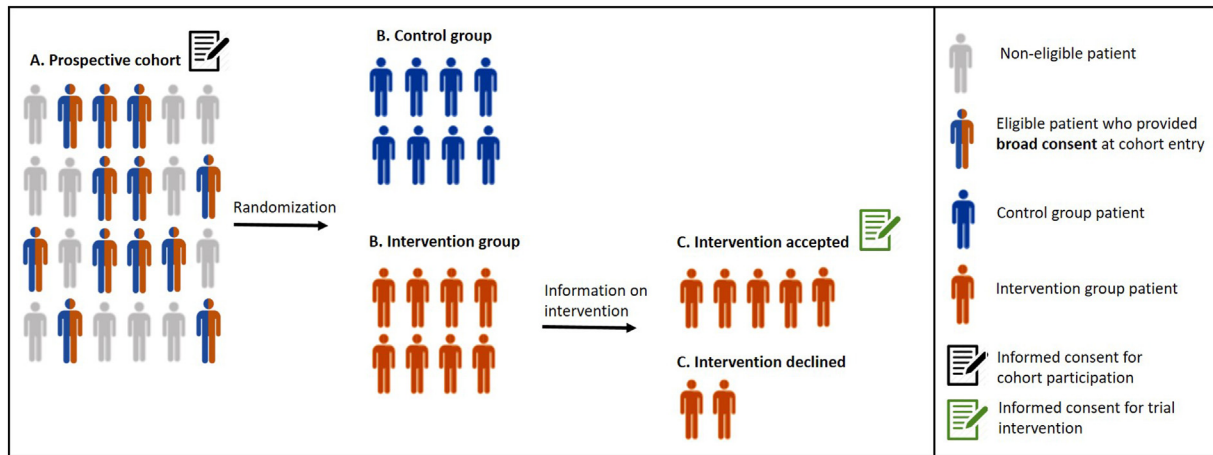 A. Prospective cohort
B. Control group
Randomization
B. Intervention group
Information on
intervention
C. Intervention accepted
C. Intervention declined
Non-eligible patient
Eligible patient who provided
broad consent at cohort entry
Control group patient
Intervention group patient
Informed consent for
cohort participation
Informed consent for trial
intervention